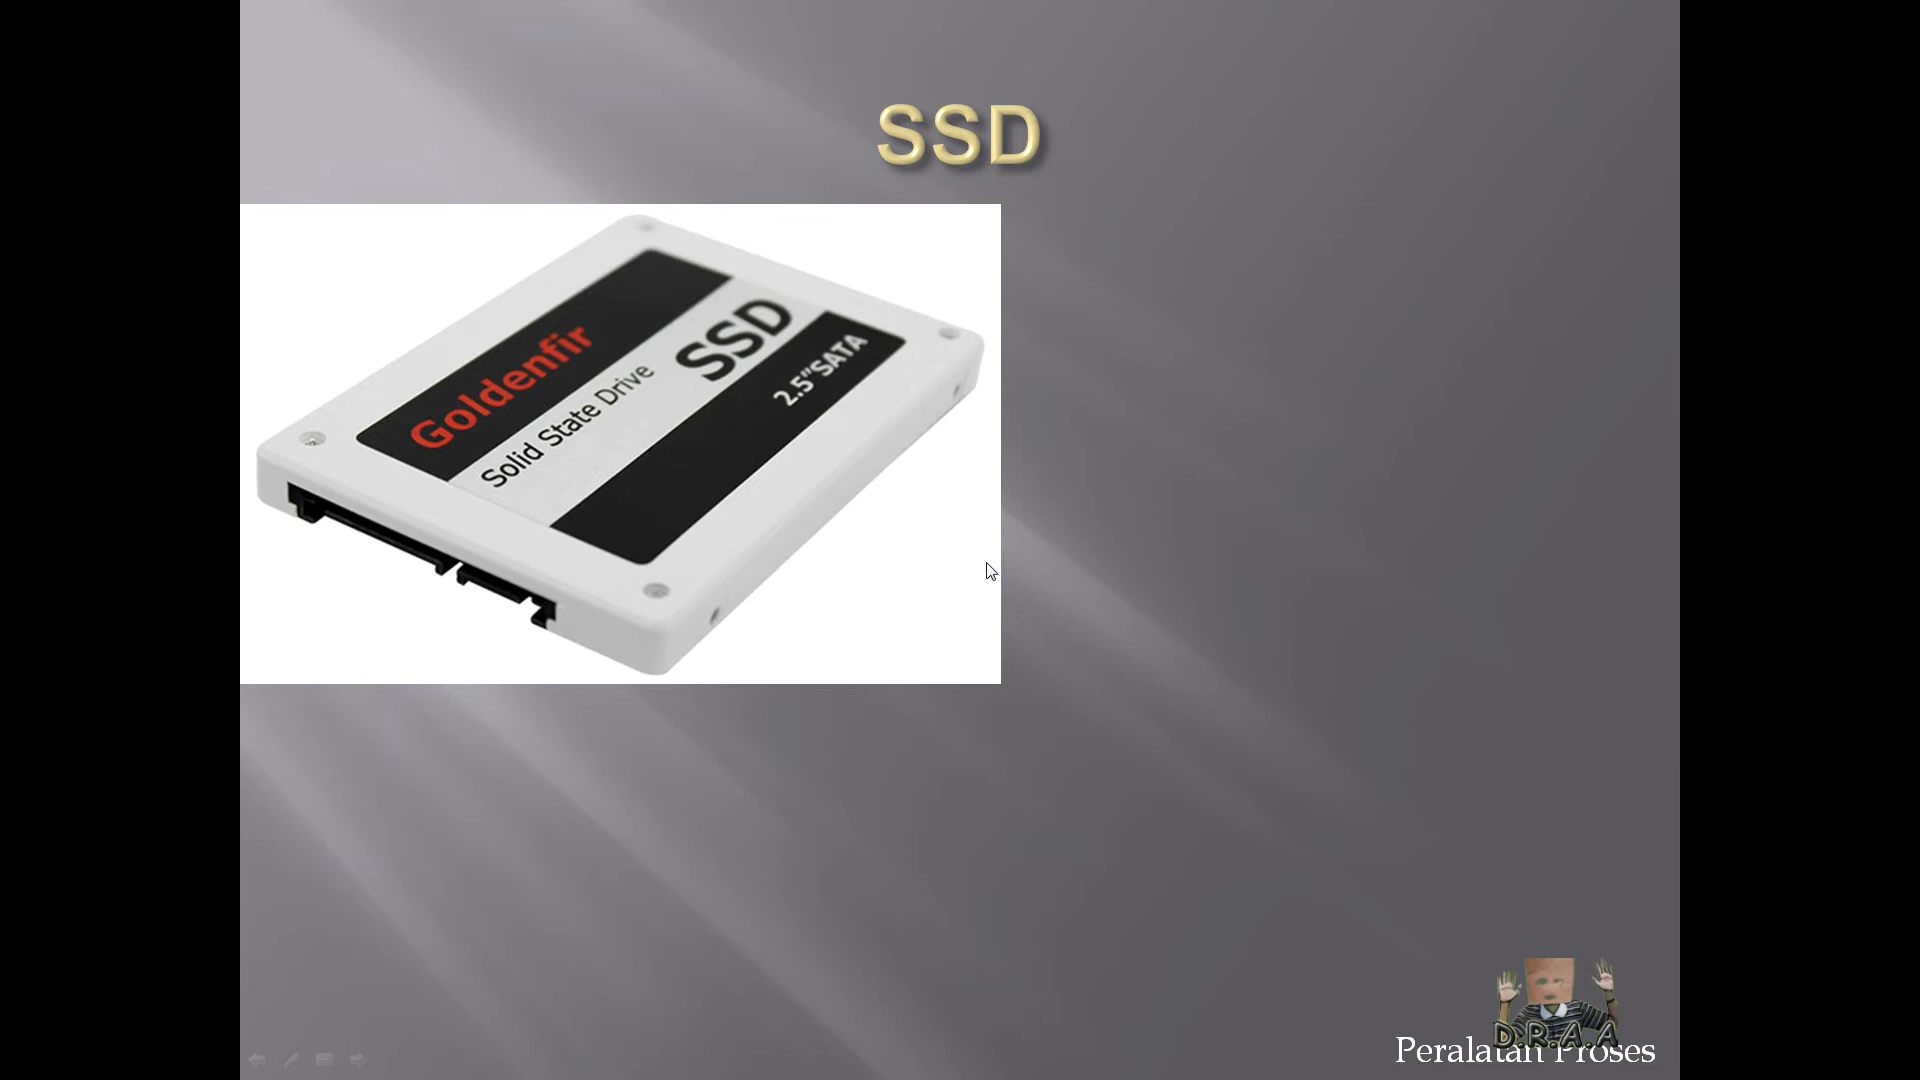 SSD
Goldenfir
Solid State Drive
SSD
2.5"SATA
D.R.A.A
Peralatan Proses